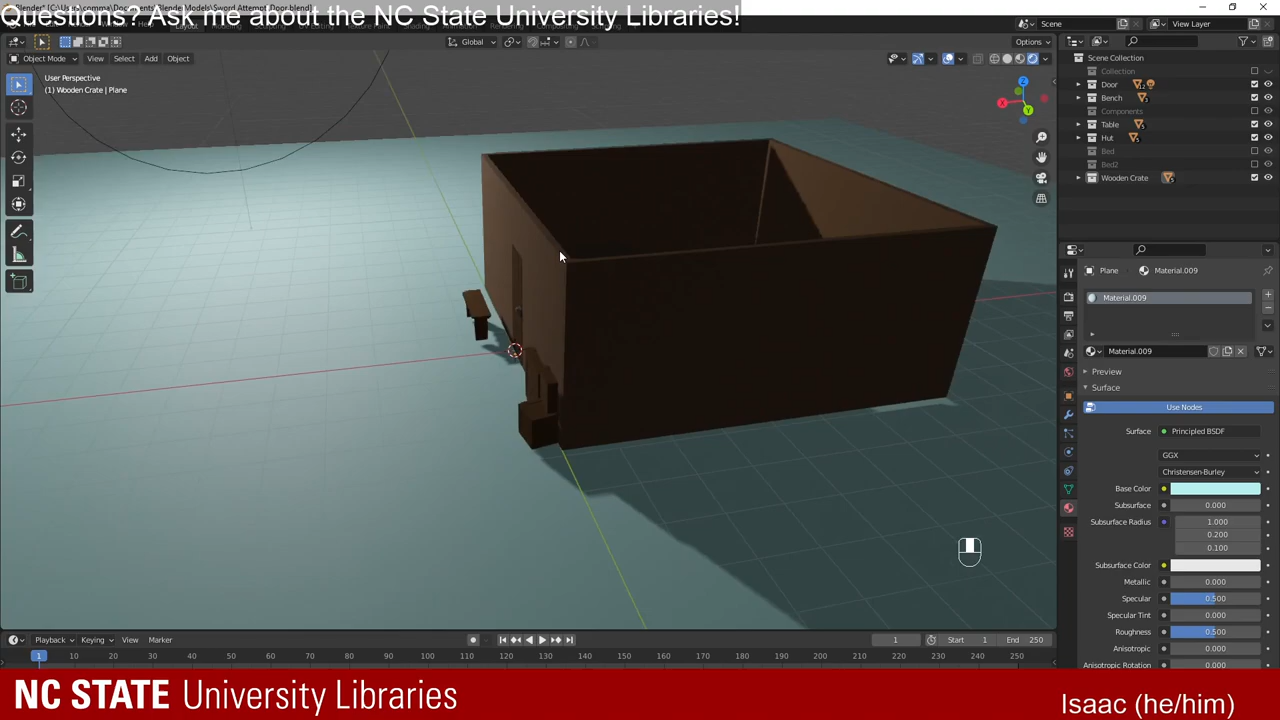 Questions? Ask me about the NC State University Libraries!
Scene
View Layer
Global
Options
Object Mode
View
Select
Add
Object
User Perspective
(1) Wooden Crate | Plane
Z
X
Y
Scene Collection
Collection
Door
Bench
Components
Table
Hut
Bed
Bed2
Wooden Crate
Plane
Material.009
Material.009
Material.009
Preview
Surface
Use Nodes
Surface
Principled BSDF
GGX
Christensen-Burley
Base Color
Subsurface
0.000
Subsurface Radius
1.000
0.200
0.100
Subsurface Color
Metallic
0.000
Specular
0.500
Specular Tint
0.000
Roughness
0.500
Anisotropic
0.000
Anisotropic Rotation
0.000
Playback
Keying
View
Marker
1
Start
1
End
250
1
10
20
30
40
50
60
70
80
90
100
110
120
130
140
150
160
170
180
190
200
210
220
230
240
250
NC STATE University Libraries
Isaac (he/him)